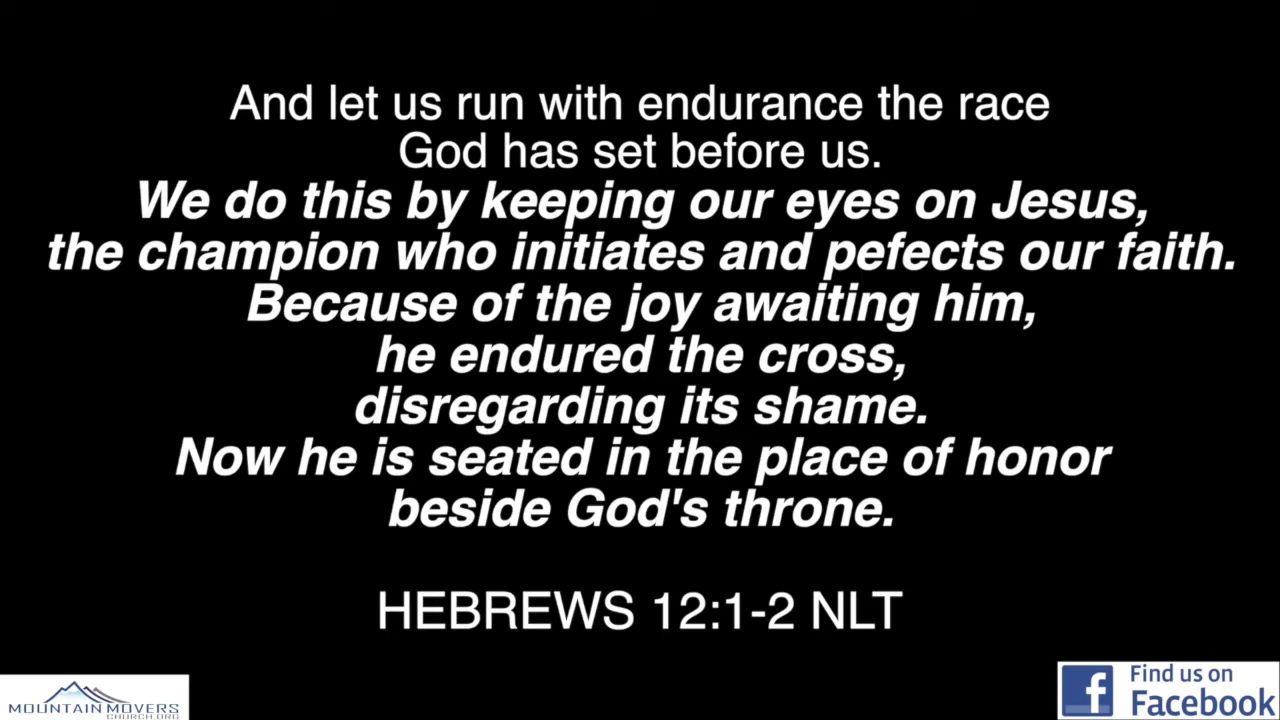 And let us run with endurance the race
God has set before us.
We do this by keeping our eyes on Jesus,
the champion who initiates and pefects our faith.
Because of the joy awaiting him,
he endured the cross,
disregarding its shame.
Now he is seated in the place of honor
beside God's throne.
HEBREWS 12:1-2 NLT
MOUNTAIN MOVERS
CHURCH.ORG
f Find us on
Facebook